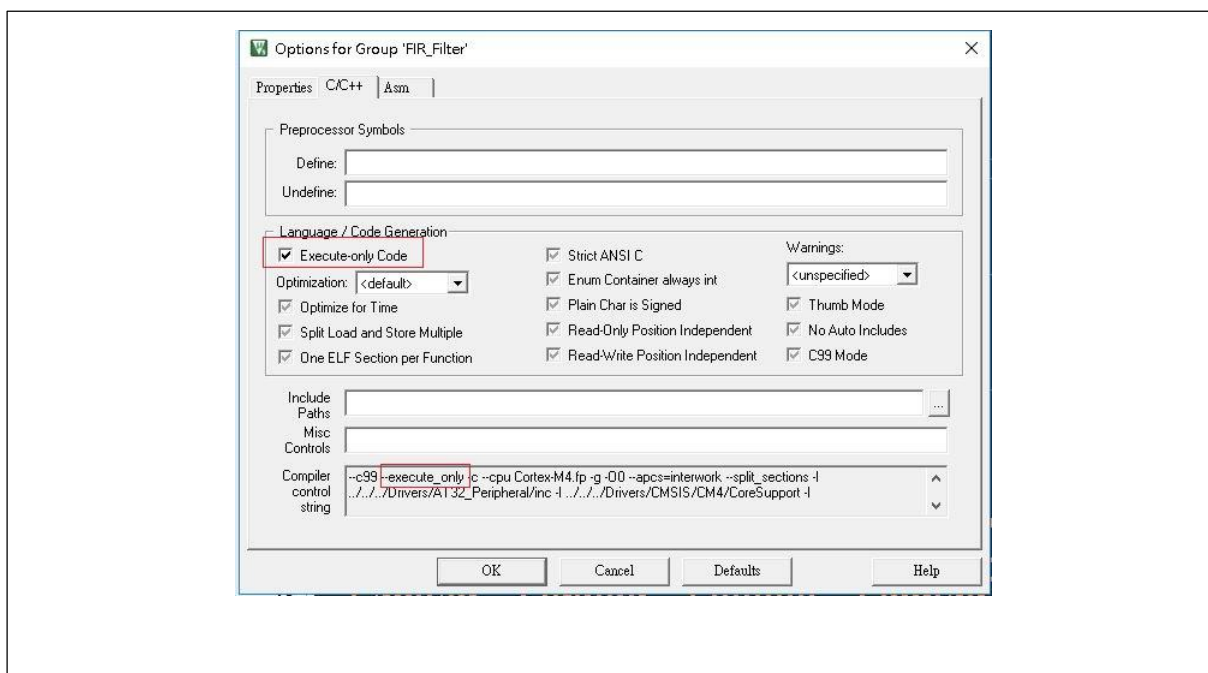 Options for Group 'FIR_Filter'
Properties C/C++ Asm
Preprocessor Symbols
Define:
Undefine:
Language / Code Generation
Execute-only Code
Strict ANSI C
Warnings:
Optimization: <default>
Enum Container always int
<unspecified>
Optimize for Time
Plain Char is Signed
Thumb Mode
Split Load and Store Multiple
Read-Only Position Independent
No Auto Includes
One ELF Section per Function
Read-Write Position Independent
C99 Mode
Include
Paths
...
Misc
Controls
Compiler
control
string
--c99 --execute_only -c --cpu Cortex-M4.fp -g -O0 --apcs=interwork --split_sections -I
../../../Drivers/AT32_Peripheral/inc -I ../../../Drivers/CMSIS/CM4/CoreSupport -I
OK Cancel Defaults Help